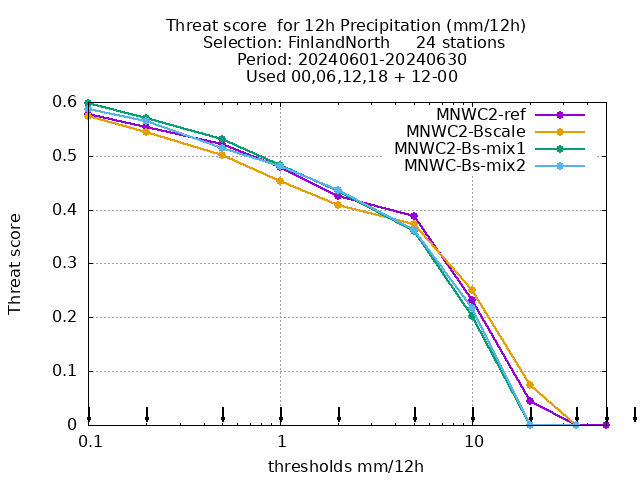 Threat score  for 12h Precipitation (mm/12h)
Selection: FinlandNorth     24 stations
Period: 20240601-20240630
Used 00,06,12,18 + 12-00
MNWC2-ref
MNWC2-Bscale
MNWC2-Bs-mix1
MNWC-Bs-mix2
0.6
0.5
0.4
0.3
0.2
0.1
0
Threat score
0.1 1 10
thresholds mm/12h